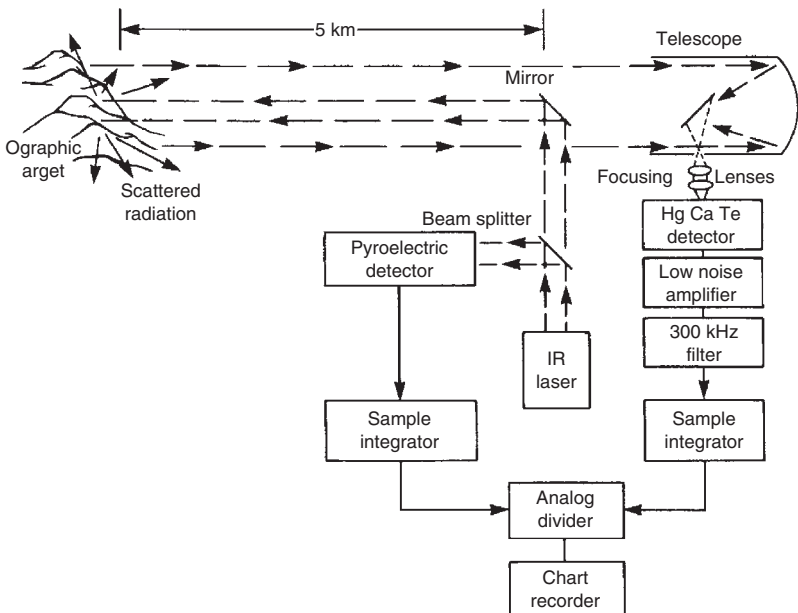 5 km
Telescope
Mirror
Ographic
arget
Scattered
radiation
Focusing
Lenses
Beam splitter
Pyroelectric
detector
Hg Ca Te
detector
Low noise
amplifier
300 kHz
filter
IR
laser
Sample
integrator
Sample
integrator
Analog
divider
Chart
recorder